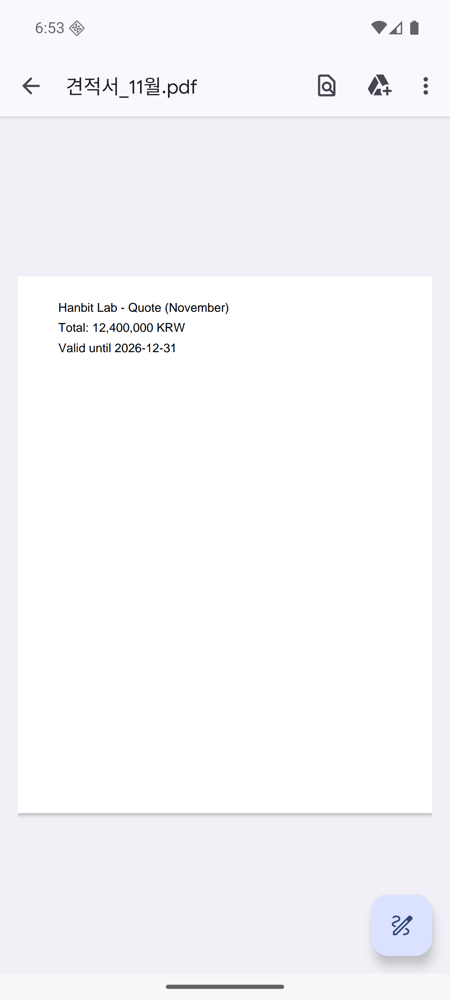 6:53
견적서_11월.pdf
Hanbit Lab - Quote (November)
Total: 12,400,000 KRW
Valid until 2026-12-31